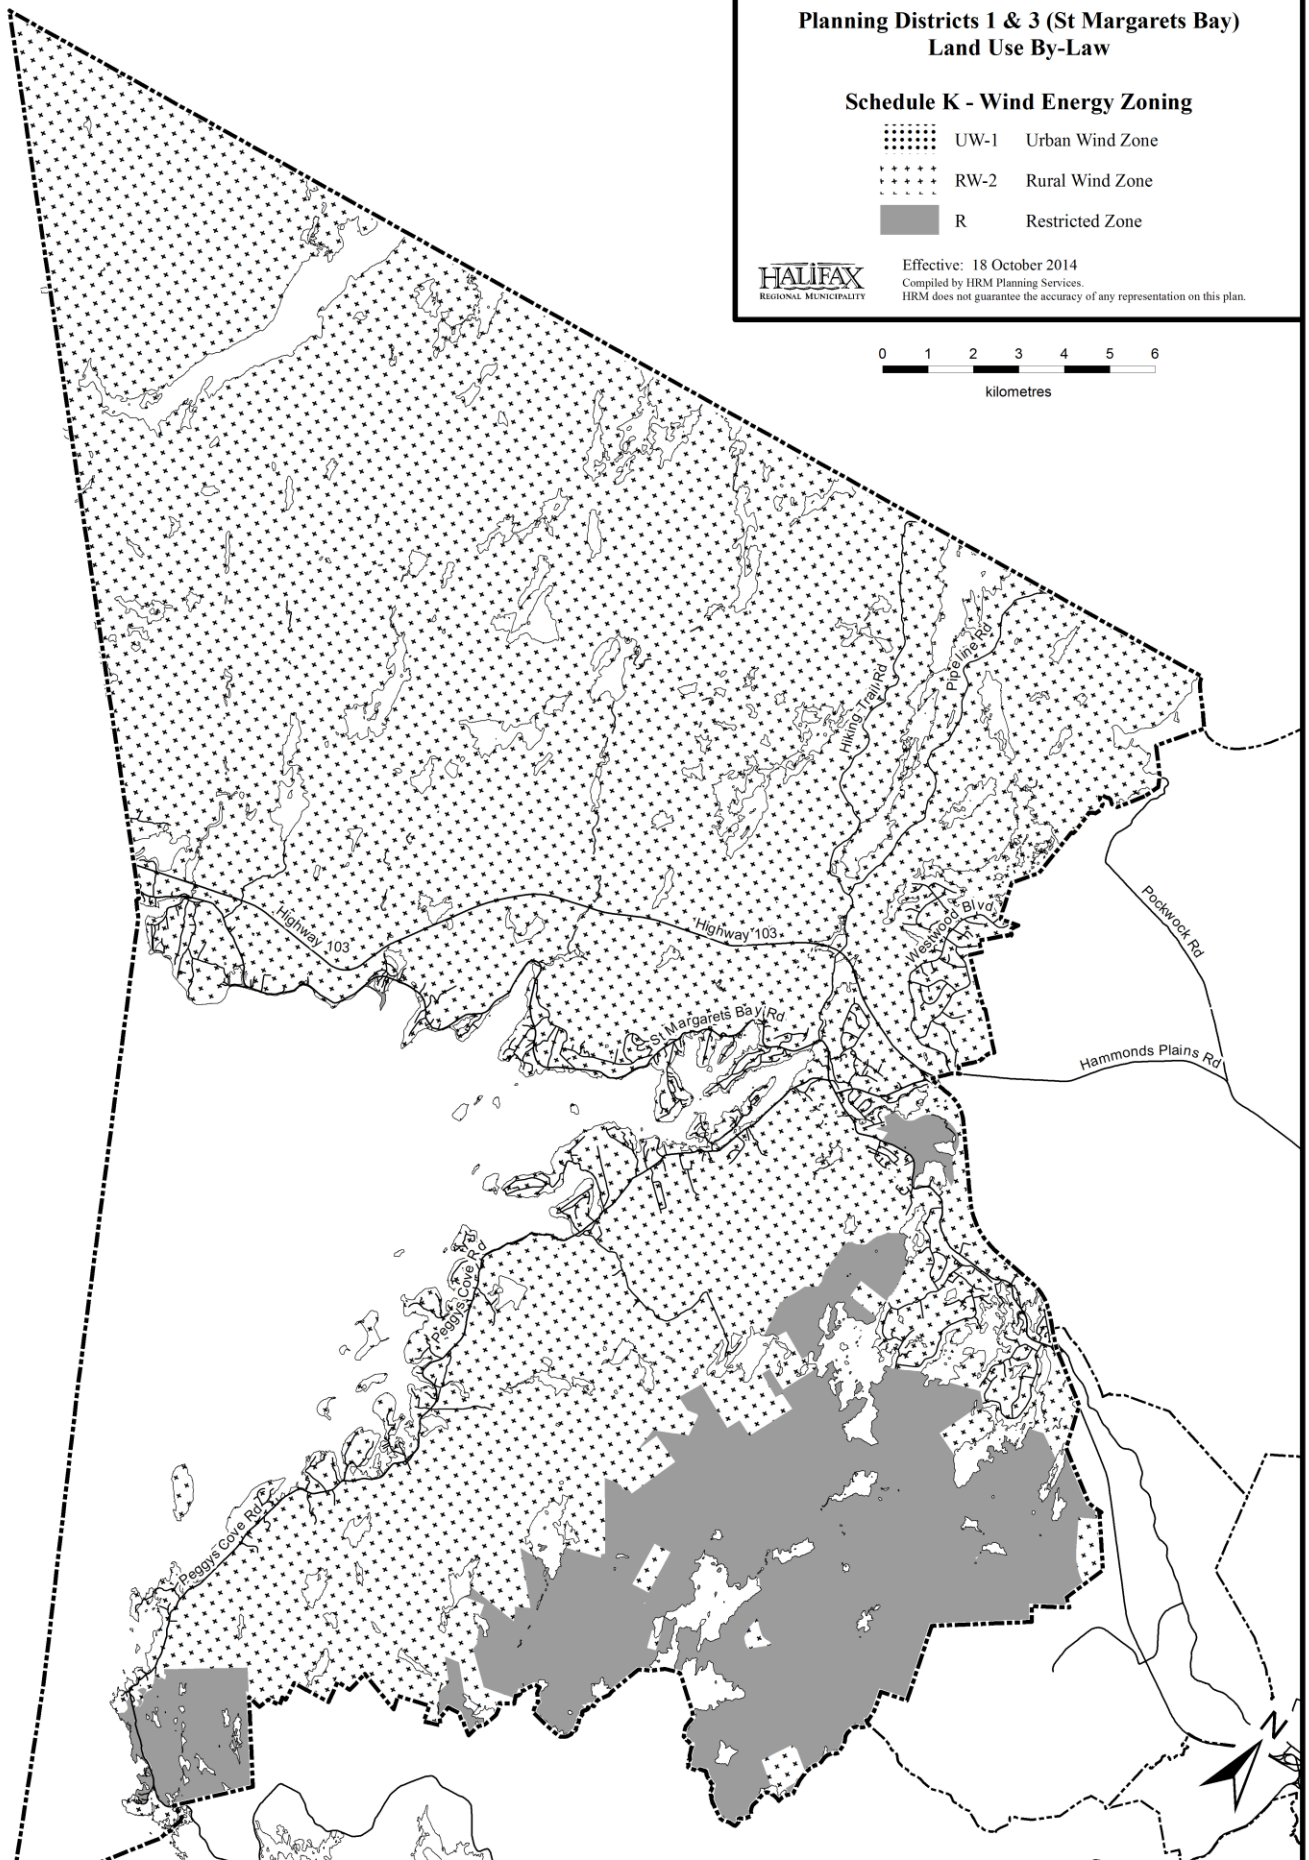 Planning Districts 1 & 3 (St Margarets Bay)
Land Use By-Law
Schedule K - Wind Energy Zoning
UW-1 Urban Wind Zone
RW-2 Rural Wind Zone
R Restricted Zone
HALIFAX
REGIONAL MUNICIPALITY
Effective: 18 October 2014
Compiled by HRM Planning Services.
HRM does not guarantee the accuracy of any representation on this plan.
0 1 2 3 4 5 6
kilometres
Pipeline Rd
Hiking Trail Rd
Pockwock Rd
Westwood Blvd
Highway 103
Highway 103
St Margarets Bay Rd
Hammonds Plains Rd
Peggys Cove Rd
Peggys Cove Rd
N